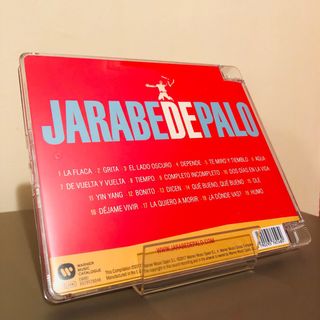 JARABEDEPALO
1 LA FLACA 2 GRITA 3 EL LADO OSCURO 4 DEPENDE 5 TE MIRO Y TIEMBLO 6 AGUA
7 DE VUELTA Y VUELTA 8 TIEMPO 9 COMPLETO INCOMPLETO 10 DOS DÍAS EN LA VIDA
11 YIN YANG 12 BONITO 13 DICEN 14 QUÉ BUENO, QUÉ BUENO 15 OLÉ
16 DÉJAME VIVIR 17 LA QUIERO A MORIR 18 ¿A DÓNDE VAS? 19 HUMO
WWW.JARABEDEPALO.COM
WARNER
MUSIC
CATALOGUE